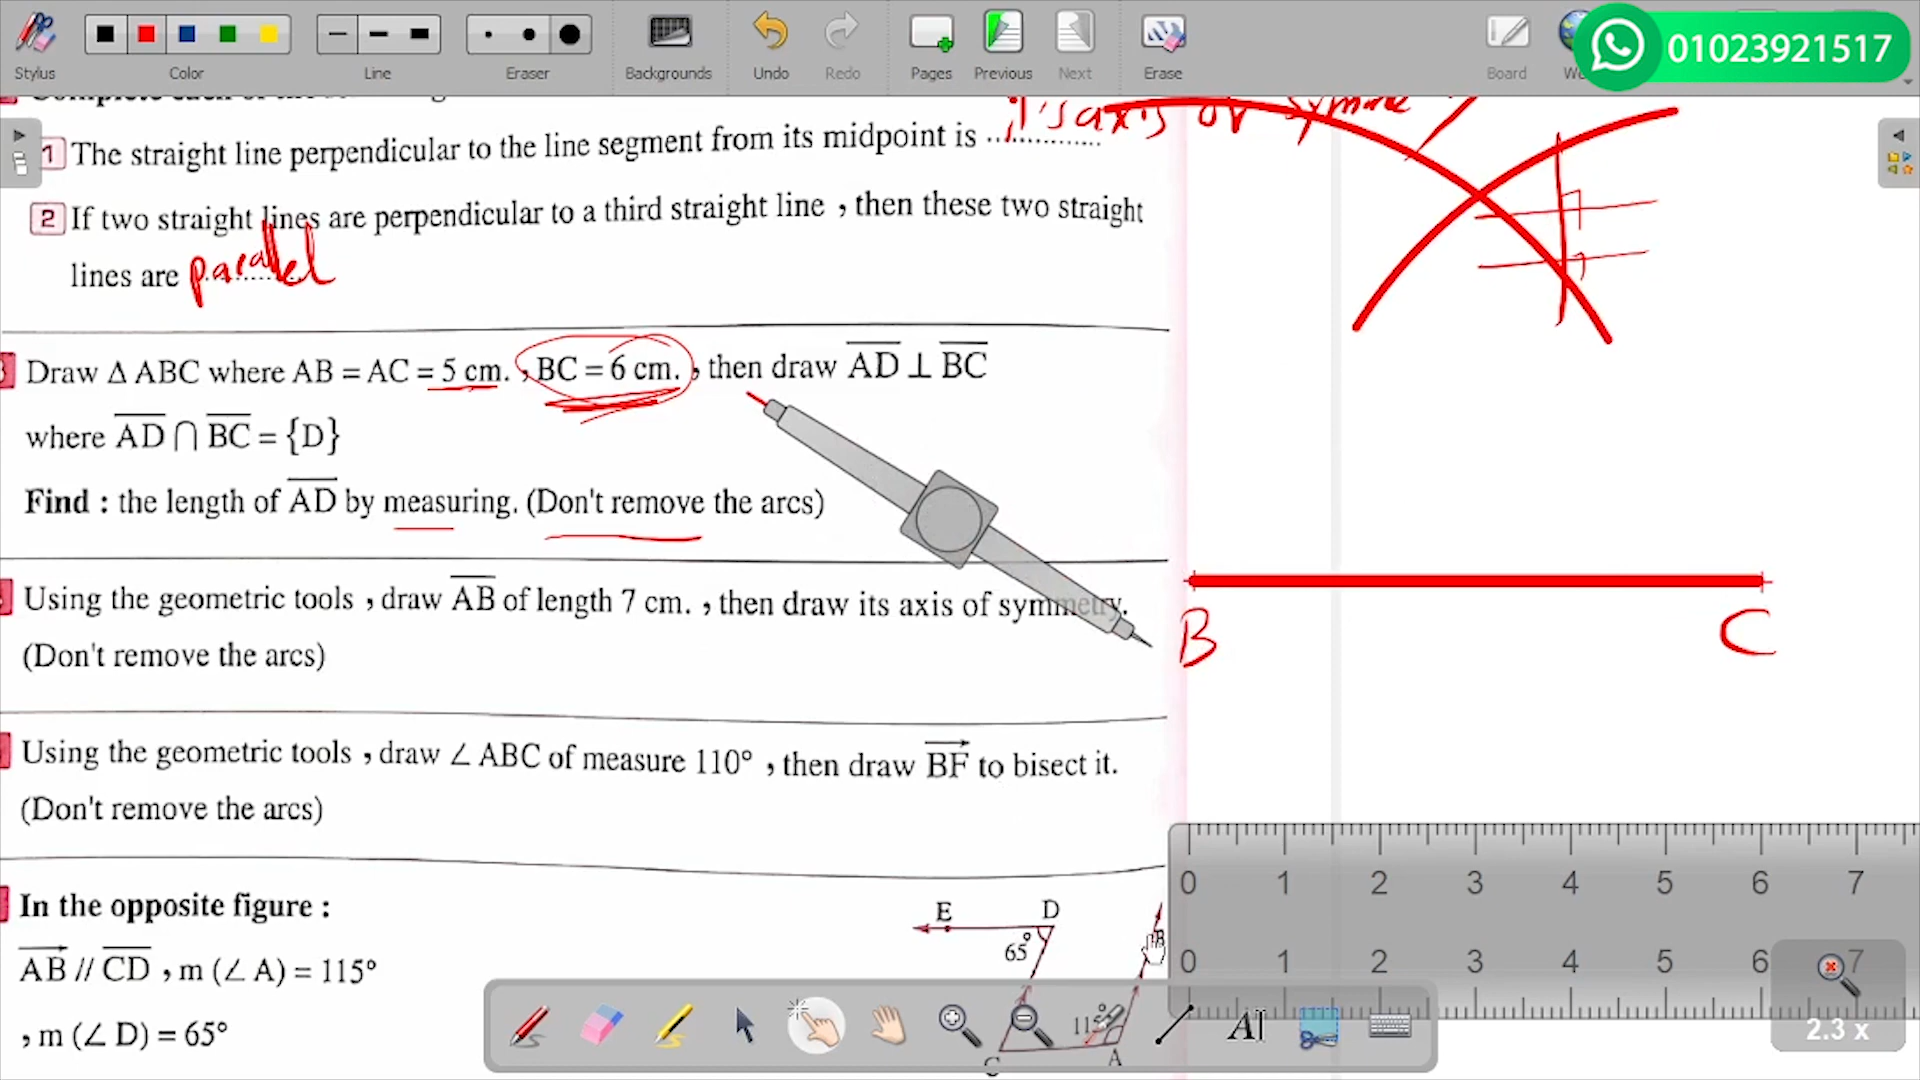 Stylus Color Line Eraser Backgrounds Undo Redo Pages Previous Next Erase Board
01023921517
1 The straight line perpendicular to the line segment from its midpoint is ..............
it's axis of
2 If two straight lines are perpendicular to a third straight line , then these two straight
lines are parallel
Draw Δ ABC where AB = AC = 5 cm. , BC = 6 cm. , then draw AD ⊥ BC
where AD ∩ BC = {D}
Find : the length of AD by measuring. (Don't remove the arcs)
B C
Using the geometric tools , draw AB of length 7 cm. , then draw its axis of symmetry.
(Don't remove the arcs)
Using the geometric tools , draw ∠ ABC of measure 110° , then draw BF to bisect it.
(Don't remove the arcs)
In the opposite figure :
AB // CD , m (∠ A) = 115°
, m (∠ D) = 65°
E D
65°
B
115°
C A
0 1 2 3 4 5 6 7
0 1 2 3 4 5 6 7
AI
2.3 x